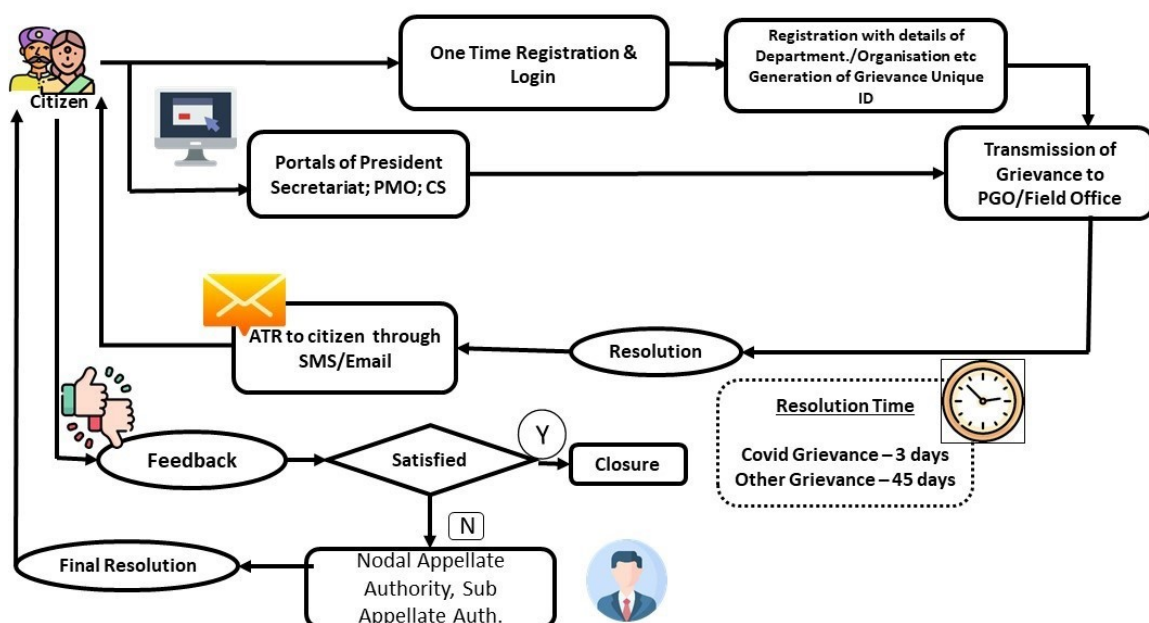 Citizen
One Time Registration &
Login
Registration with details of
Department./Organisation etc
Generation of Grievance Unique
ID
Portals of President
Secretariat; PMO; CS
Transmission of
Grievance to
PGO/Field Office
ATR to citizen through
SMS/Email
Resolution
Resolution Time
Covid Grievance – 3 days
Other Grievance – 45 days
Feedback
Satisfied
Y
Closure
N
Nodal Appellate
Authority, Sub
Appellate Auth.
Final Resolution